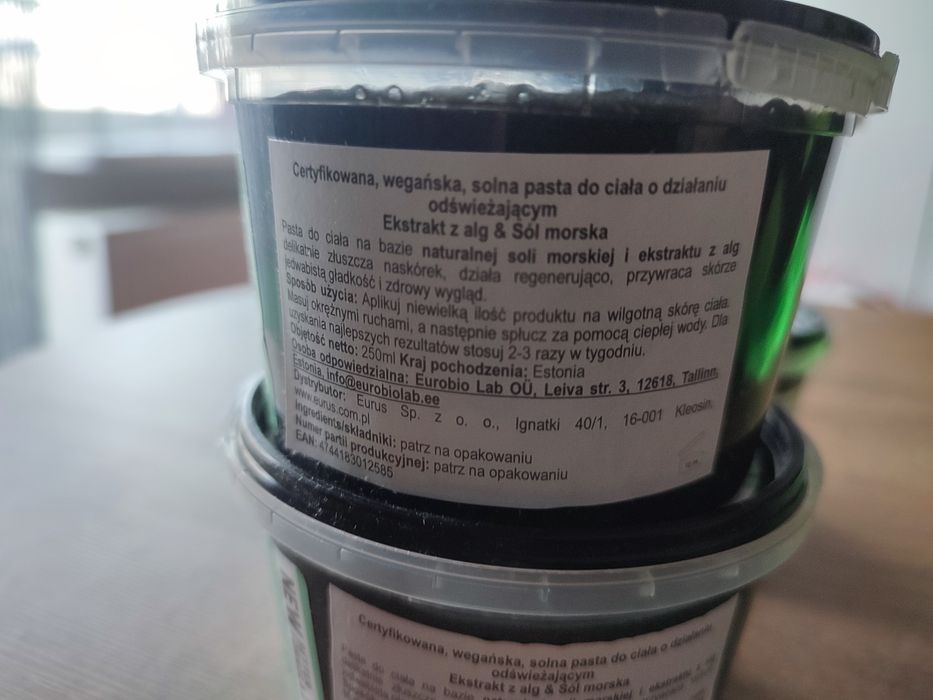 Certyfikowana, wegańska, solna pasta do ciała o działaniu
odświeżającym
Ekstrakt z alg & Sól morska
Pasta do ciała na bazie naturalnej soli morskiej i ekstraktu z alg
delikatnie złuszcza naskórek, działa regenerująco, przywraca skórze
jedwabistą gładkość i zdrowy wygląd.
Sposób użycia: Aplikuj niewielką ilość produktu na wilgotną skórę ciała.
Masuj okrężnymi ruchami, a następnie spłucz za pomocą ciepłej wody. Dla
uzyskania najlepszych rezultatów stosuj 2-3 razy w tygodniu.
Objętość netto: 250ml Kraj pochodzenia: Estonia
Osoba odpowiedzialna: Eurobio Lab OÜ, Leiva str. 3, 12618, Tallinn,
Estonia, info@eurobiolab.ee
Dystrybutor: Eurus Sp. z o. o., Ignatki 40/1, 16-001 Kleosin,
www.eurus.com.pl
Ingredients/składniki: patrz na opakowaniu
Numer partii produkcyjnej: patrz na opakowaniu
EAN: 4744183012585
Certyfikowana, wegańska, solna pasta do ciała o działaniu
odświeżającym
Ekstrakt z alg & Sól morska